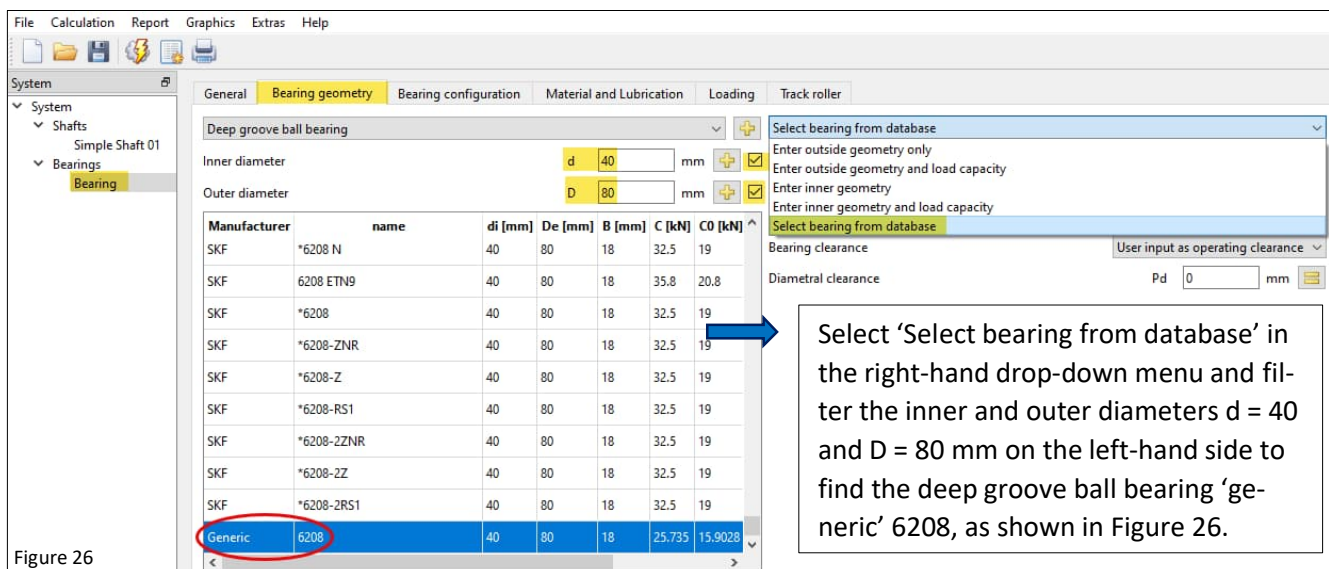 File Calculation Report Graphics Extras Help
System
System
Shafts
Simple Shaft 01
Bearings
Bearing
General Bearing geometry Bearing configuration Material and Lubrication Loading Track roller
Deep groove ball bearing
Inner diameter d 40 mm
Outer diameter D 80 mm
Manufacturer name di [mm] De [mm] B [mm] C [kN] C0 [kN]
SKF *6208 N 40 80 18 32.5 19
SKF 6208 ETN9 40 80 18 35.8 20.8
SKF *6208 40 80 18 32.5 19
SKF *6208-ZNR 40 80 18 32.5 19
SKF *6208-Z 40 80 18 32.5 19
SKF *6208-RS1 40 80 18 32.5 19
SKF *6208-2ZNR 40 80 18 32.5 19
SKF *6208-2Z 40 80 18 32.5 19
SKF *6208-2RS1 40 80 18 32.5 19
Generic 6208 40 80 18 25.735 15.9028
Select bearing from database
Enter outside geometry only
Enter outside geometry and load capacity
Enter inner geometry
Enter inner geometry and load capacity
Select bearing from database
Bearing clearance User input as operating clearance
Diametral clearance Pd 0 mm
Select ‘Select bearing from database’ in
the right-hand drop-down menu and fil-
ter the inner and outer diameters d = 40
and D = 80 mm on the left-hand side to
find the deep groove ball bearing ‘ge-
neric’ 6208, as shown in Figure 26.
Figure 26